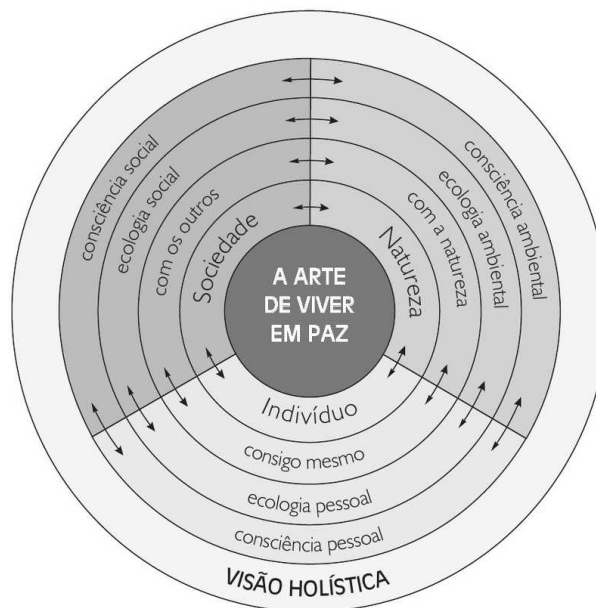 A ARTE
DE VIVER
EM PAZ
Sociedade
com os outros
ecologia social
consciência social
Natureza
com a natureza
ecologia ambiental
consciência ambiental
Indivíduo
consigo mesmo
ecologia pessoal
consciência pessoal
VISÃO HOLÍSTICA